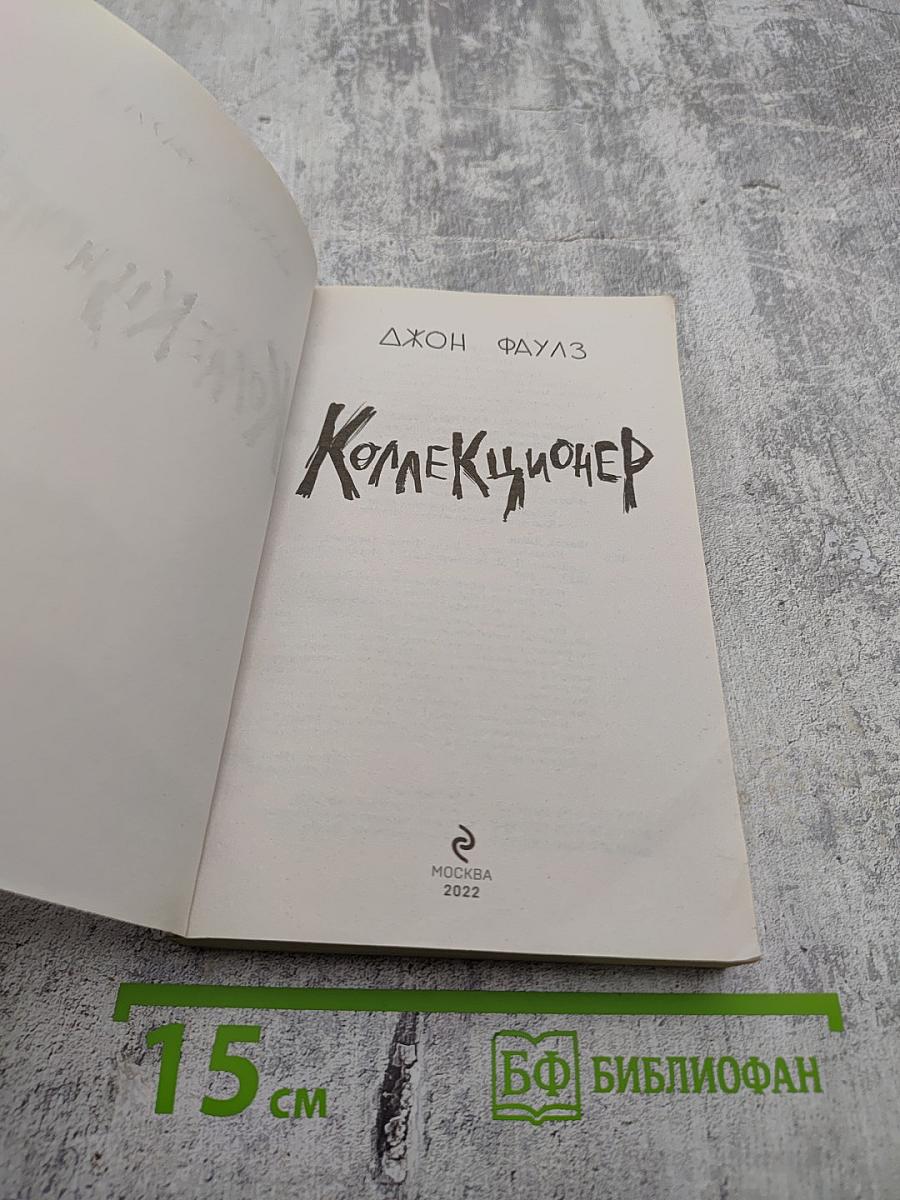 ДЖОН ФАУЛЗ
КОЛЛЕКЦИОНЕР
МОСКВА
2022
15 см
БФ БИБЛИОФАН